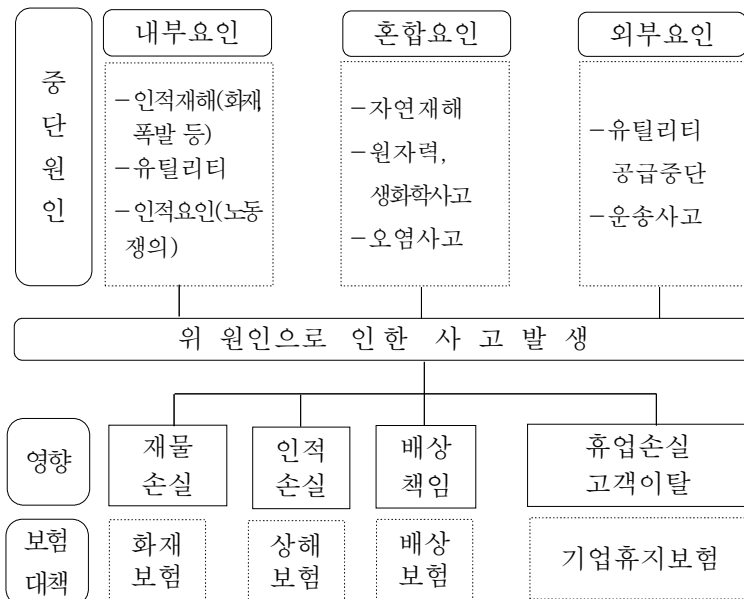 중
단
원
인
내부요인
－인적재해(화재,
폭발 등)
－유틸리티
－인적요인(노동
쟁의)
혼합요인
－자연재해
－원자력,
생화학사고
－오염사고
외부요인
－유틸리티
공급중단
－운송사고
위 원인으로 인한 사고발생
영향
재물
손실
인적
손실
배상
책임
휴업손실
고객이탈
보험
대책
화재
보험
상해
보험
배상
보험
기업휴지보험